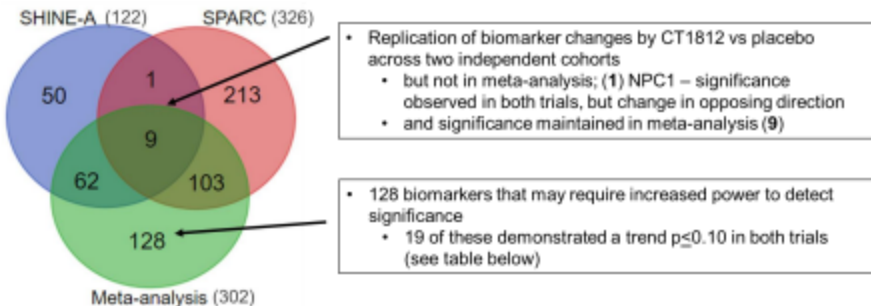 SHINE-A (122)
SPARC (326)
50
1
213
9
62
103
128
Meta-analysis (302)
• Replication of biomarker changes by CT1812 vs placebo
across two independent cohorts
• but not in meta-analysis; (1) NPC1 – significance
observed in both trials, but change in opposing direction
• and significance maintained in meta-analysis (9)
• 128 biomarkers that may require increased power to detect
significance
• 19 of these demonstrated a trend p≤0.10 in both trials
(see table below)